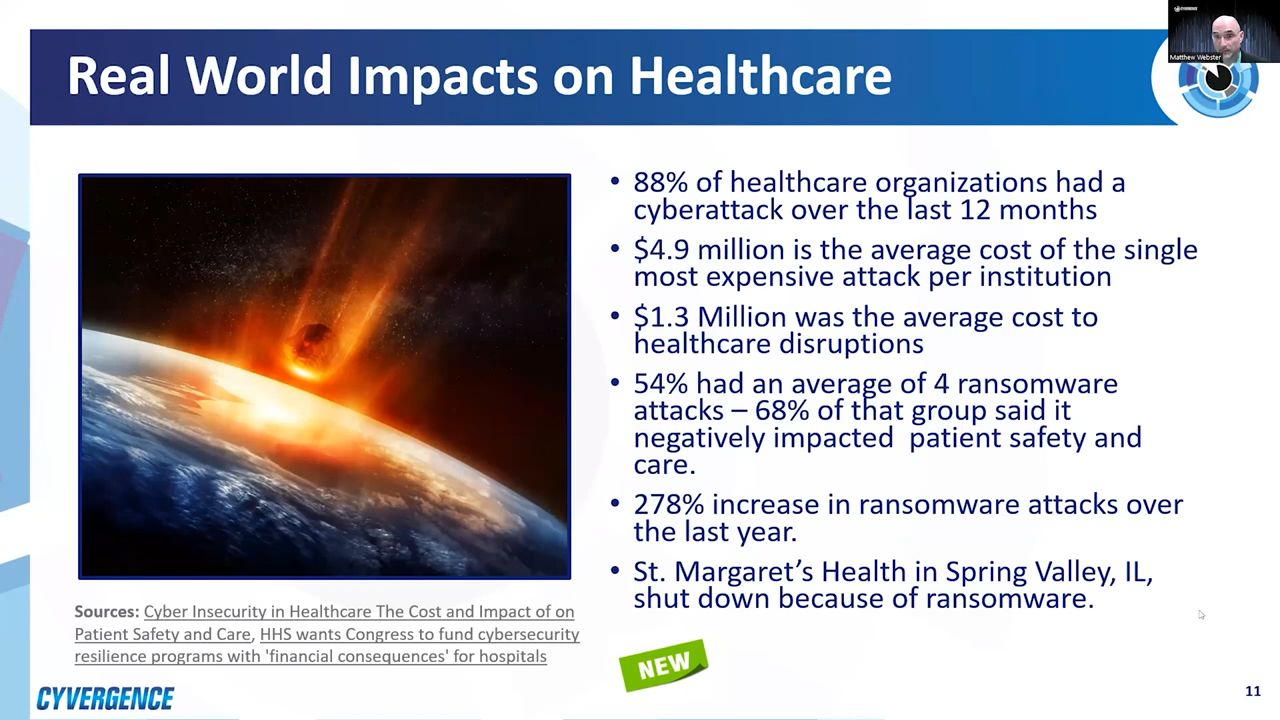 CYVERGENCE
Matthew Webster
Real World Impacts on Healthcare
• 88% of healthcare organizations had a
cyberattack over the last 12 months
• $4.9 million is the average cost of the single
most expensive attack per institution
• $1.3 Million was the average cost to
healthcare disruptions
• 54% had an average of 4 ransomware
attacks – 68% of that group said it
negatively impacted  patient safety and
care.
• 278% increase in ransomware attacks over
the last year.
• St. Margaret’s Health in Spring Valley, IL,
shut down because of ransomware.
Sources: Cyber Insecurity in Healthcare The Cost and Impact of on
Patient Safety and Care, HHS wants Congress to fund cybersecurity
resilience programs with 'financial consequences' for hospitals
NEW
CYVERGENCE
11